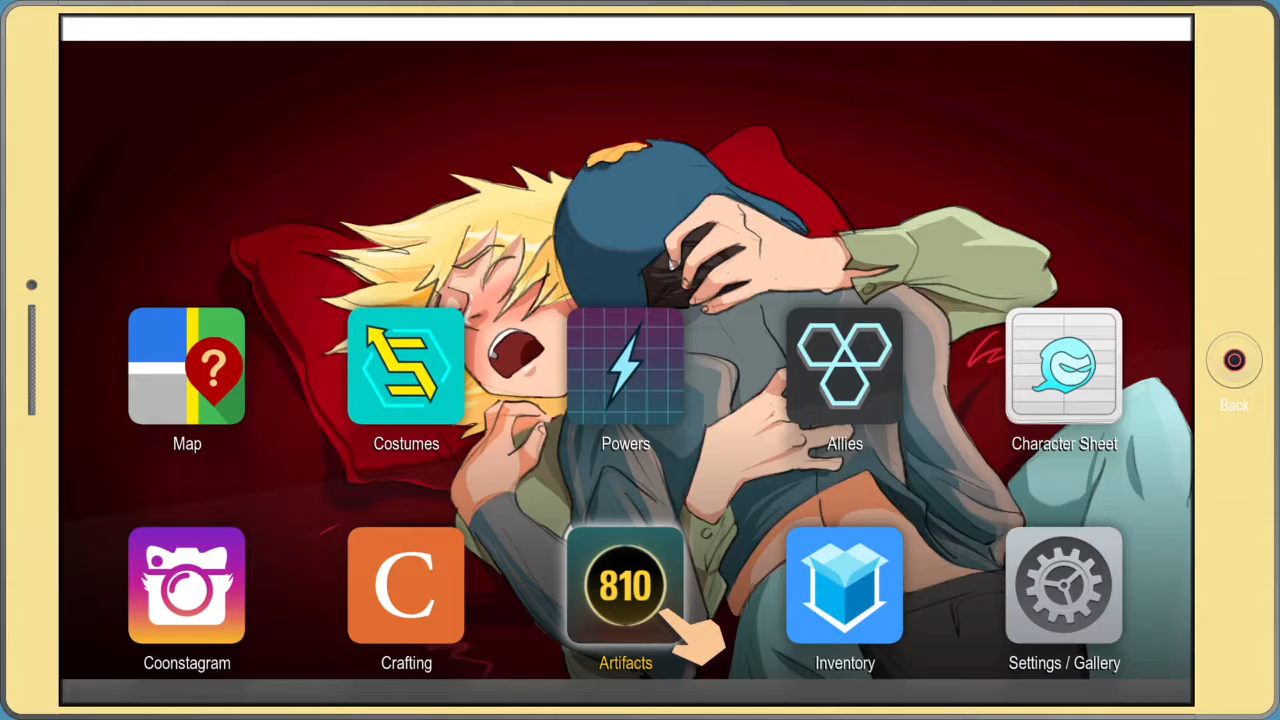 ?
Map
Costumes
Powers
Allies
Character Sheet
Back
C
810
Coonstagram
Crafting
Artifacts
Inventory
Settings / Gallery